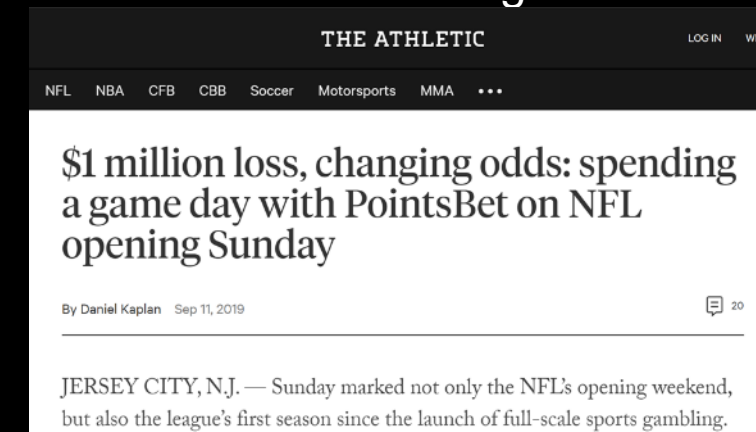 THE ATHLETIC
LOG IN
NFL NBA CFB CBB Soccer Motorsports MMA •••
$1 million loss, changing odds: spending
a game day with PointsBet on NFL
opening Sunday
By Daniel Kaplan Sep 11, 2019
20
JERSEY CITY, N.J. — Sunday marked not only the NFL’s opening weekend,
but also the league’s first season since the launch of full-scale sports gambling.